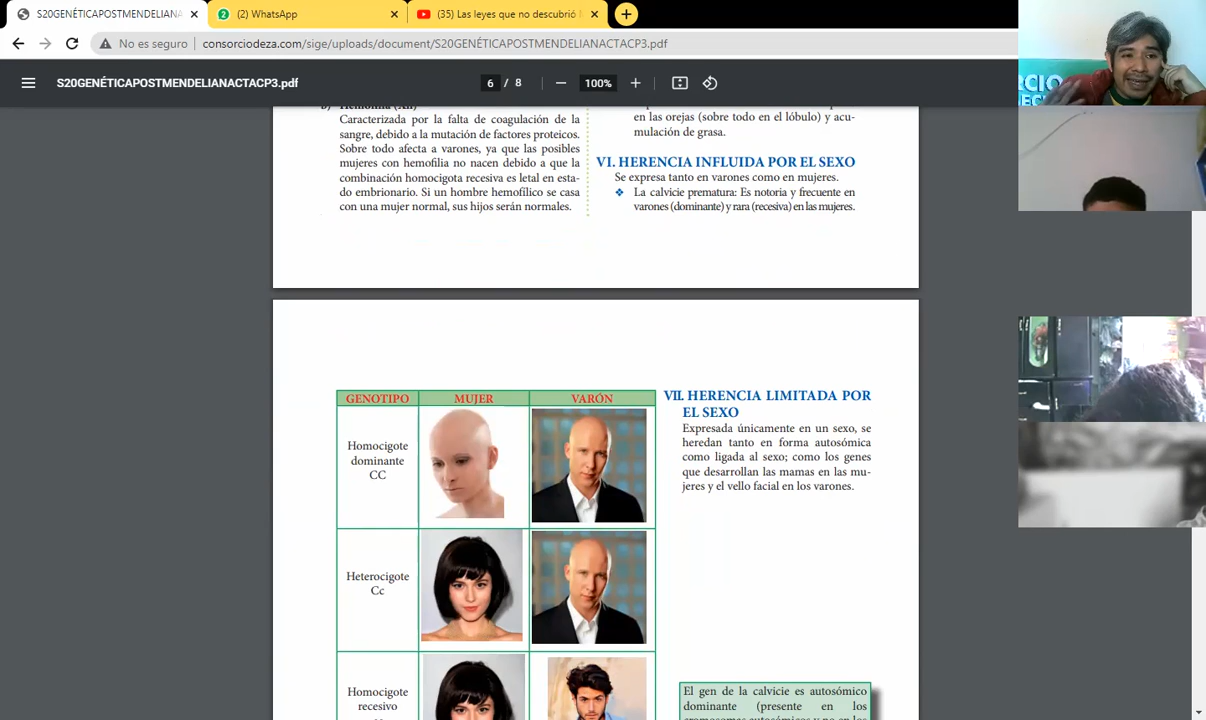 S20GENÉTICAPOSTMENDELIANA
(2) WhatsApp
(35) Las leyes que no descubrió
No es seguro
consorciodeza.com/sige/uploads/document/S20GENÉTICAPOSTMENDELIANACTACP3.pdf
S20GENÉTICAPOSTMENDELIANACTACP3.pdf
6 / 8
100%
Caracterizada por la falta de coagulación de la
sangre, debido a la mutación de factores proteicos.
Sobre todo afecta a varones, ya que las posibles
mujeres con hemofilia no nacen debido a que la
combinación homocigota recesiva es letal en esta-
do embrionario. Si un hombre hemofílico se casa
con una mujer normal, sus hijos serán normales.
en las orejas (sobre todo en el lóbulo) y acu-
mulación de grasa.
VI. HERENCIA INFLUIDA POR EL SEXO
Se expresa tanto en varones como en mujeres.
❖ La calvicie prematura: Es notoria y frecuente en
varones (dominante) y rara (recesiva) en las mujeres.
GENOTIPO MUJER VARÓN
Homocigote
dominante
CC
Heterocigote
Cc
Homocigote
recesivo
VII. HERENCIA LIMITADA POR
EL SEXO
Expresada únicamente en un sexo, se
heredan tanto en forma autosómica
como ligada al sexo; como los genes
que desarrollan las mamas en las mu-
jeres y el vello facial en los varones.
El gen de la calvicie es autosómico
dominante (presente en los